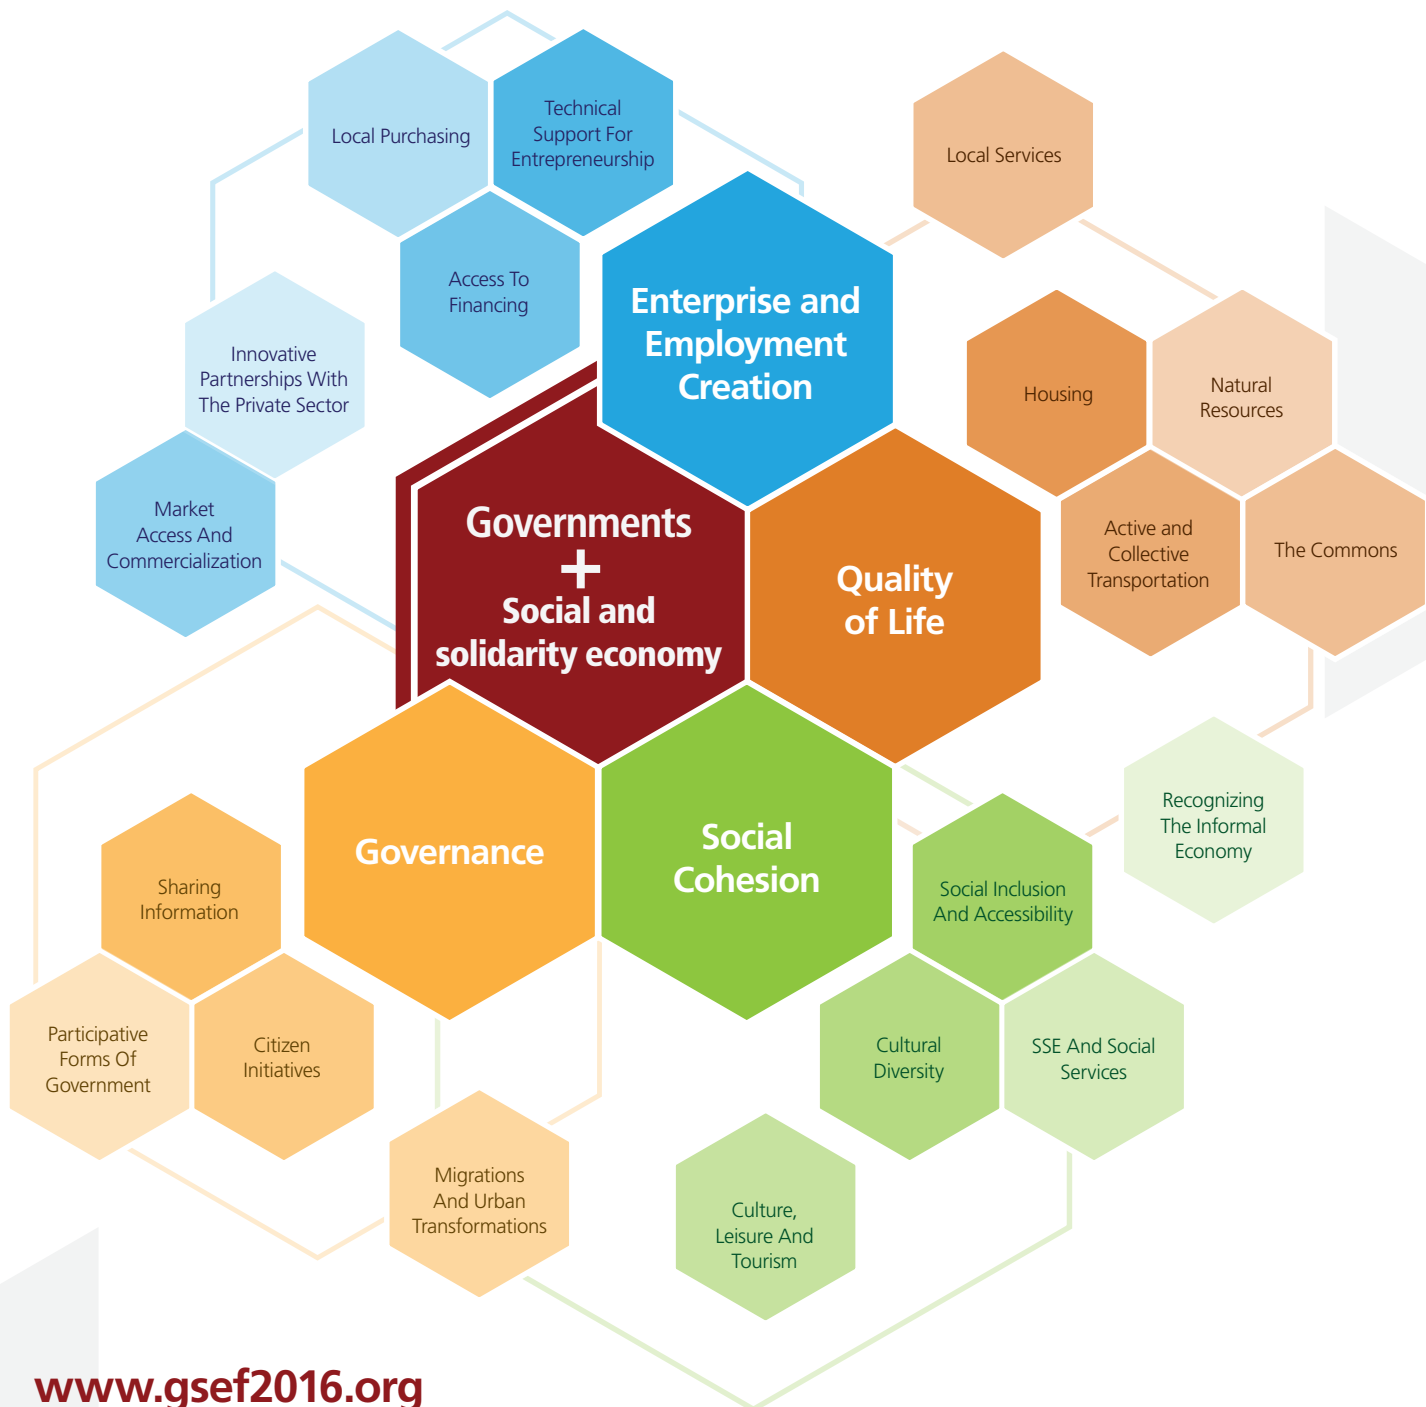 Local Purchasing
Technical
Support For
Entrepreneurship
Local Services
Access To
Financing
Enterprise and
Employment
Creation
Innovative
Partnerships With
The Private Sector
Housing
Natural
Resources
Market
Access And
Commercialization
Governments
+
Social and
solidarity economy
Quality
of Life
Active and
Collective
Transportation
The Commons
Governance
Social
Cohesion
Recognizing
The Informal
Economy
Sharing
Information
Social Inclusion
And Accessibility
Participative
Forms Of
Government
Citizen
Initiatives
Cultural
Diversity
SSE And Social
Services
Migrations
And Urban
Transformations
Culture,
Leisure And
Tourism
www.gsef2016.org